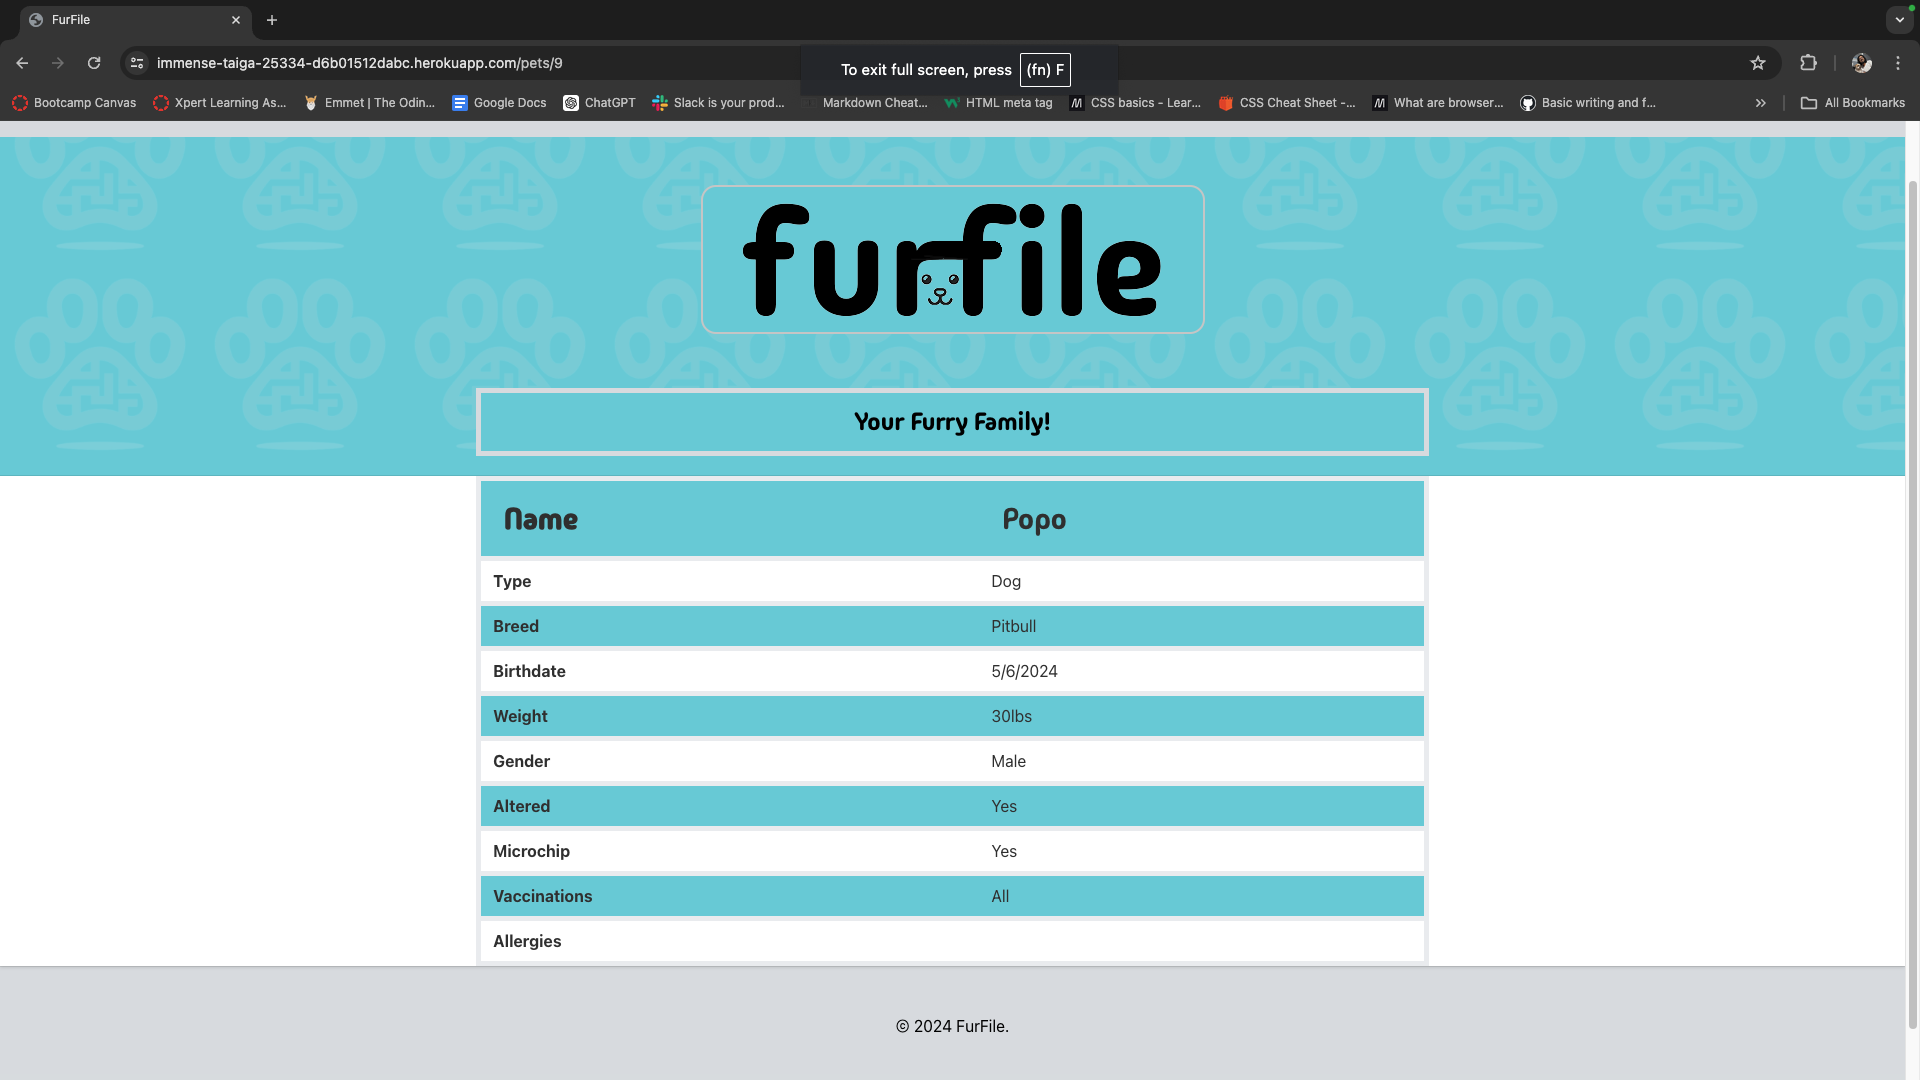 FurFile
immense-taiga-25334-d6b01512dabc.herokuapp.com/pets/9
To exit full screen, press (fn) F
Bootcamp Canvas Xpert Learning As... Emmet | The Odin... Google Docs ChatGPT Slack is your prod... Markdown Cheat... HTML meta tag CSS basics - Lear... CSS Cheat Sheet -... What are browser... Basic writing and f... » All Bookmarks
furfile
Your Furry Family!
Name Popo
Type Dog
Breed Pitbull
Birthdate 5/6/2024
Weight 30lbs
Gender Male
Altered Yes
Microchip Yes
Vaccinations All
Allergies
© 2024 FurFile.